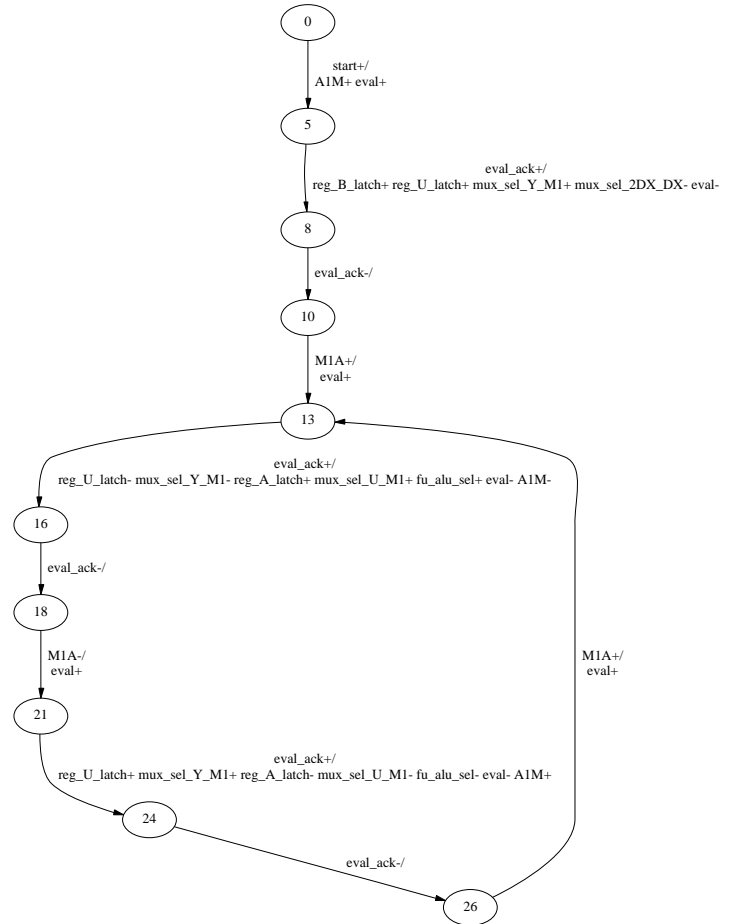 0
start+/
A1M+ eval+
5
eval_ack+/
reg_B_latch+ reg_U_latch+ mux_sel_Y_M1+ mux_sel_2DX_DX- eval-
8
eval_ack-/
10
M1A+/
eval+
13
eval_ack+/
reg_U_latch- mux_sel_Y_M1- reg_A_latch+ mux_sel_U_M1+ fu_alu_sel+ eval- A1M-
16
eval_ack-/
18
M1A-/
eval+
M1A+/
eval+
21
eval_ack+/
reg_U_latch+ mux_sel_Y_M1+ reg_A_latch- mux_sel_U_M1- fu_alu_sel- eval- A1M+
24
eval_ack-/
26